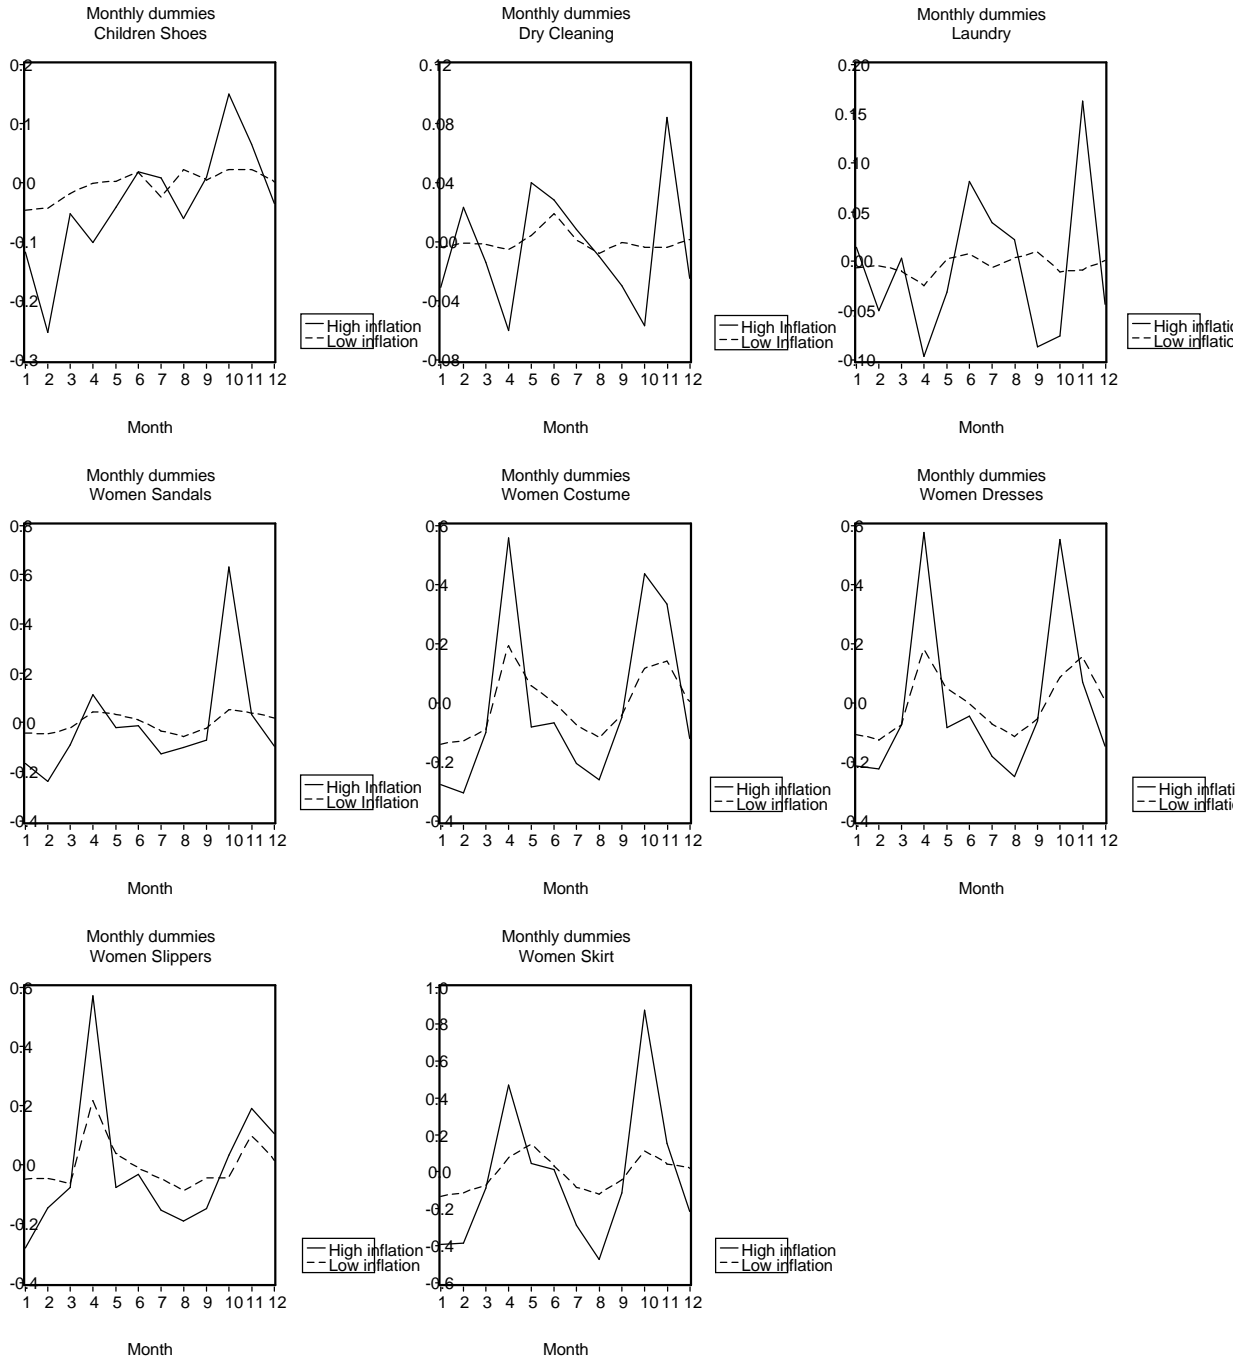 Monthly dummies
Children Shoes
0.2
0.1
0.0
-0.1
-0.2
-0.3
1 2 3 4 5 6 7 8 9 10 11 12
Month
High inflation
Low inflation
Monthly dummies
Dry Cleaning
0.12
0.08
0.04
0.00
-0.04
-0.08
1 2 3 4 5 6 7 8 9 10 11 12
Month
High Inflation
Low Inflation
Monthly dummies
Laundry
0.20
0.15
0.10
0.05
0.00
-0.05
-0.10
1 2 3 4 5 6 7 8 9 10 11 12
Month
High inflatio
Low inflatio
Monthly dummies
Women Sandals
0.8
0.6
0.4
0.2
0.0
-0.2
-0.4
1 2 3 4 5 6 7 8 9 10 11 12
Month
High Inflation
Low Inflation
Monthly dummies
Women Costume
0.6
0.4
0.2
0.0
-0.2
-0.4
1 2 3 4 5 6 7 8 9 10 11 12
Month
High inflation
Low inflation
Monthly dummies
Women Dresses
0.6
0.4
0.2
0.0
-0.2
-0.4
1 2 3 4 5 6 7 8 9 10 11 12
Month
High inflati
Low inflati
Monthly dummies
Women Slippers
0.6
0.4
0.2
0.0
-0.2
-0.4
1 2 3 4 5 6 7 8 9 10 11 12
Month
High inflation
Low inflation
Monthly dummies
Women Skirt
1.0
0.8
0.6
0.4
0.2
0.0
-0.2
-0.4
-0.6
1 2 3 4 5 6 7 8 9 10 11 12
Month
High inflation
Low inflation